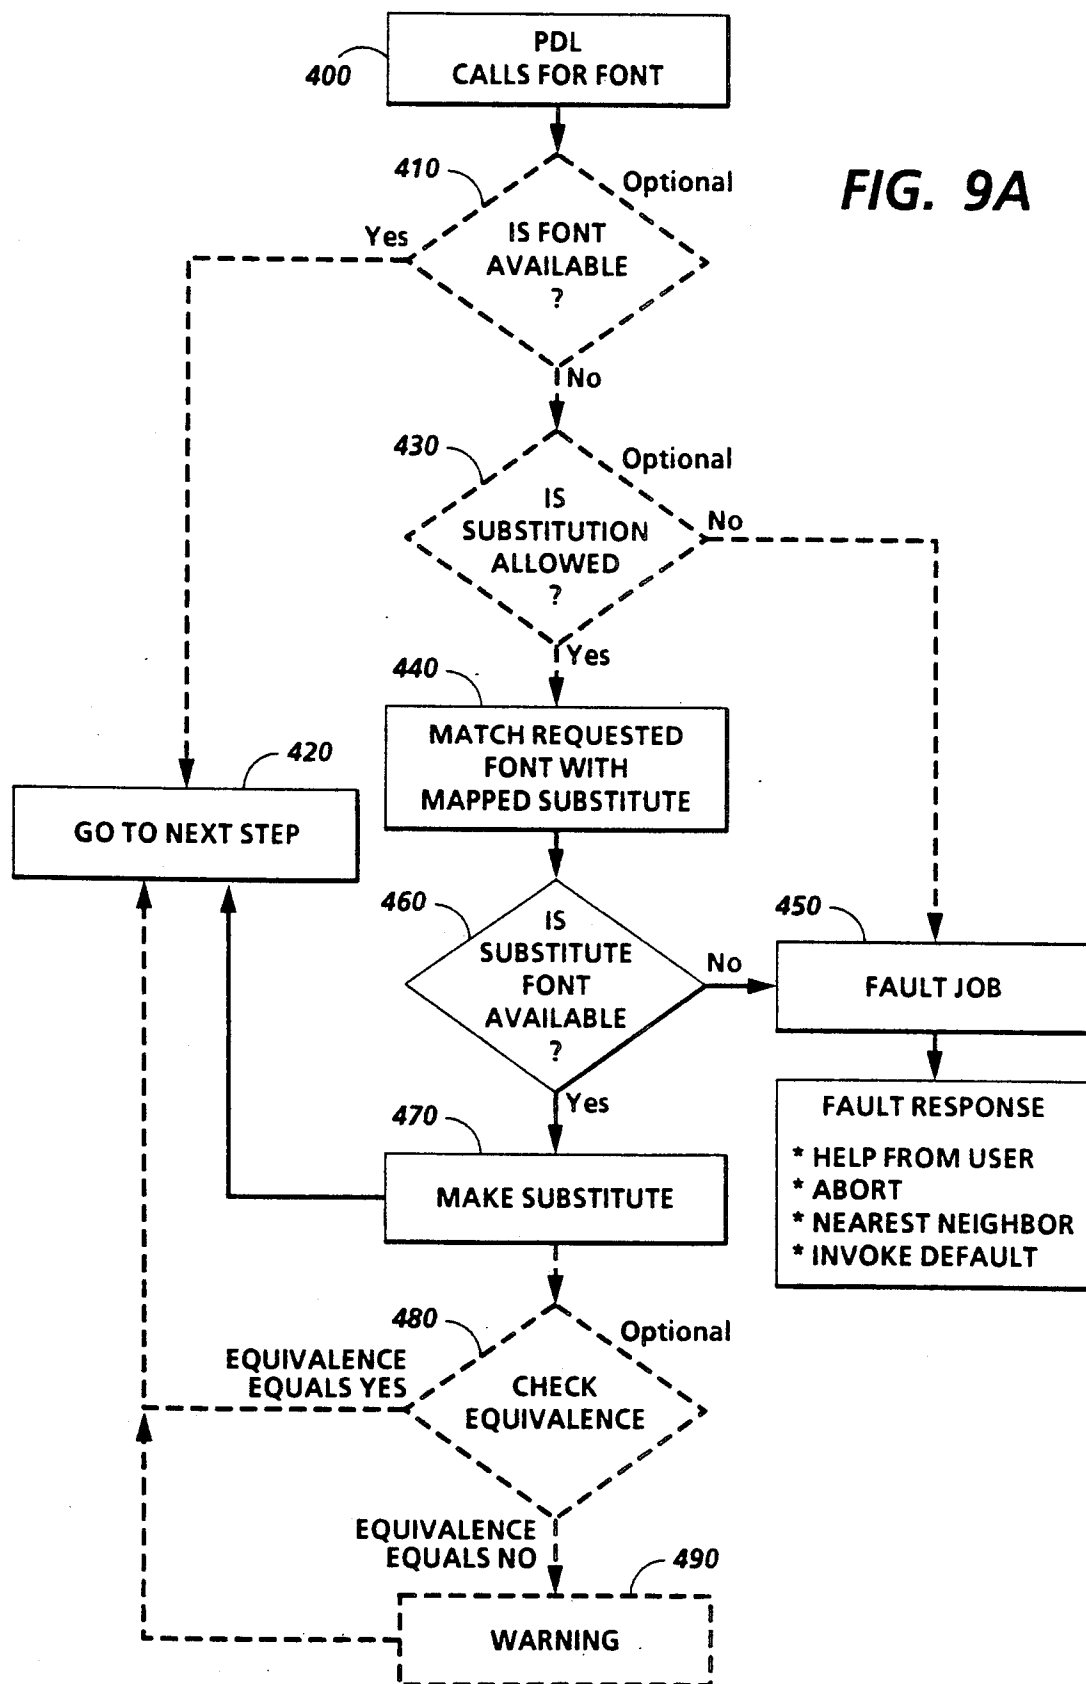 PDL
CALLS FOR FONT
400
FIG. 9A
410
Optional
Yes
IS FONT
AVAILABLE
?
No
430
Optional
IS
SUBSTITUTION
ALLOWED
?
No
Yes
440
MATCH REQUESTED
FONT WITH
MAPPED SUBSTITUTE
420
GO TO NEXT STEP
460
IS
SUBSTITUTE
FONT
AVAILABLE
?
No
450
FAULT JOB
Yes
FAULT RESPONSE
* HELP FROM USER
* ABORT
* NEAREST NEIGHBOR
* INVOKE DEFAULT
470
MAKE SUBSTITUTE
480
Optional
EQUIVALENCE
EQUALS YES
CHECK
EQUIVALENCE
EQUIVALENCE
EQUALS NO
490
WARNING